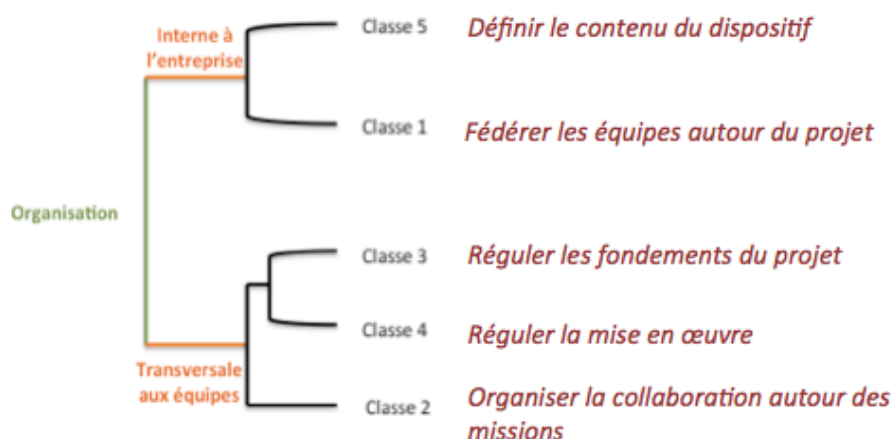 Interne à
l'entreprise
Classe 5
Définir le contenu du dispositif
Classe 1
Fédérer les équipes autour du projet
Organisation
Classe 3
Réguler les fondements du projet
Classe 4
Réguler la mise en œuvre
Transversale
aux équipes
Classe 2
Organiser la collaboration autour des
missions